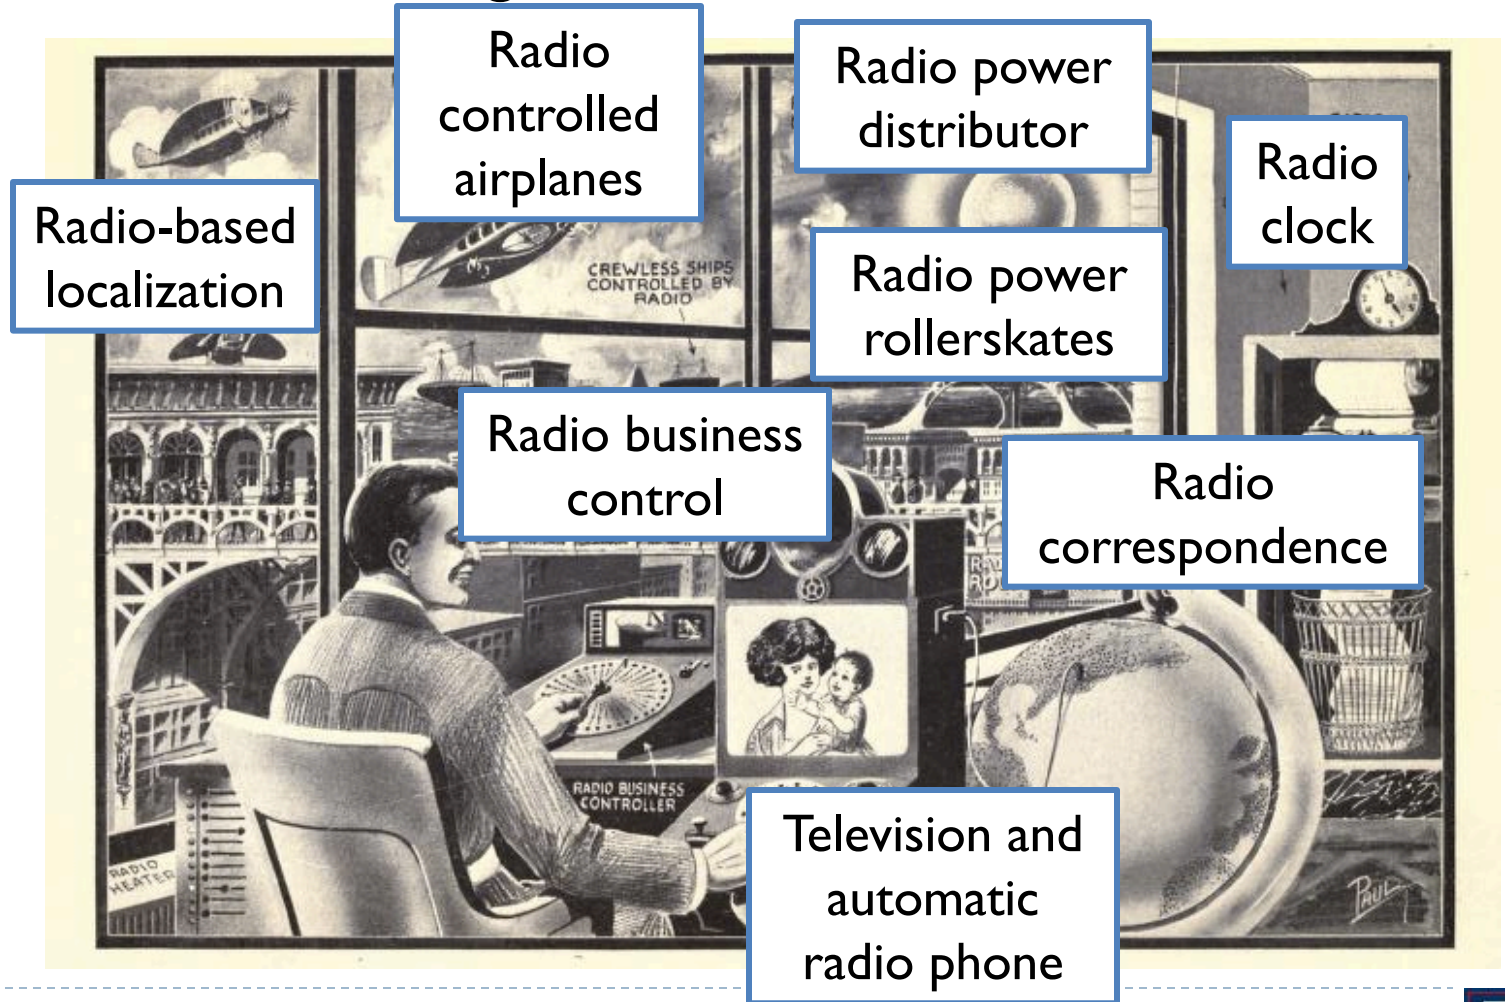 Radio
controlled
airplanes
Radio power
distributor
Radio
clock
Radio-based
localization
CREWLESS SHIPS
CONTROLLED BY
RADIO
Radio power
rollerskates
Radio business
control
Radio
correspondence
RADIO BUSINESS
CONTROLLER
Television and
automatic
radio phone
RADIO
HEATER
PAUL